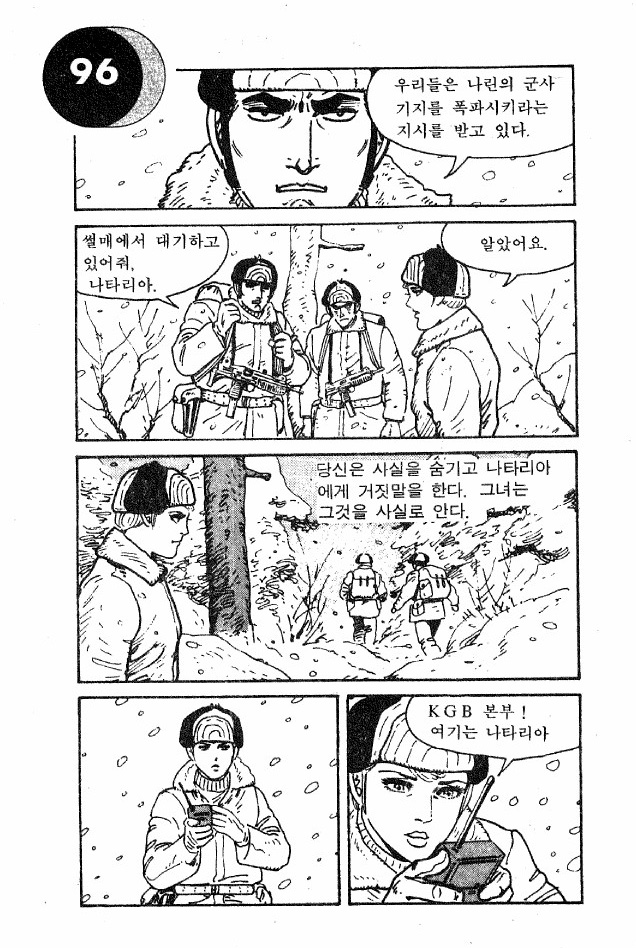 96
우리들은 나린의 군사
기지를 폭파시키라는
지시를 받고 있다.
썰매에서 대기하고
있어줘,
나타리아.
알았어요.
당신은 사실을 숨기고 나타리아
에게 거짓말을 한다. 그녀는
그것을 사실로 안다.
KGB 본부!
여기는 나타리아